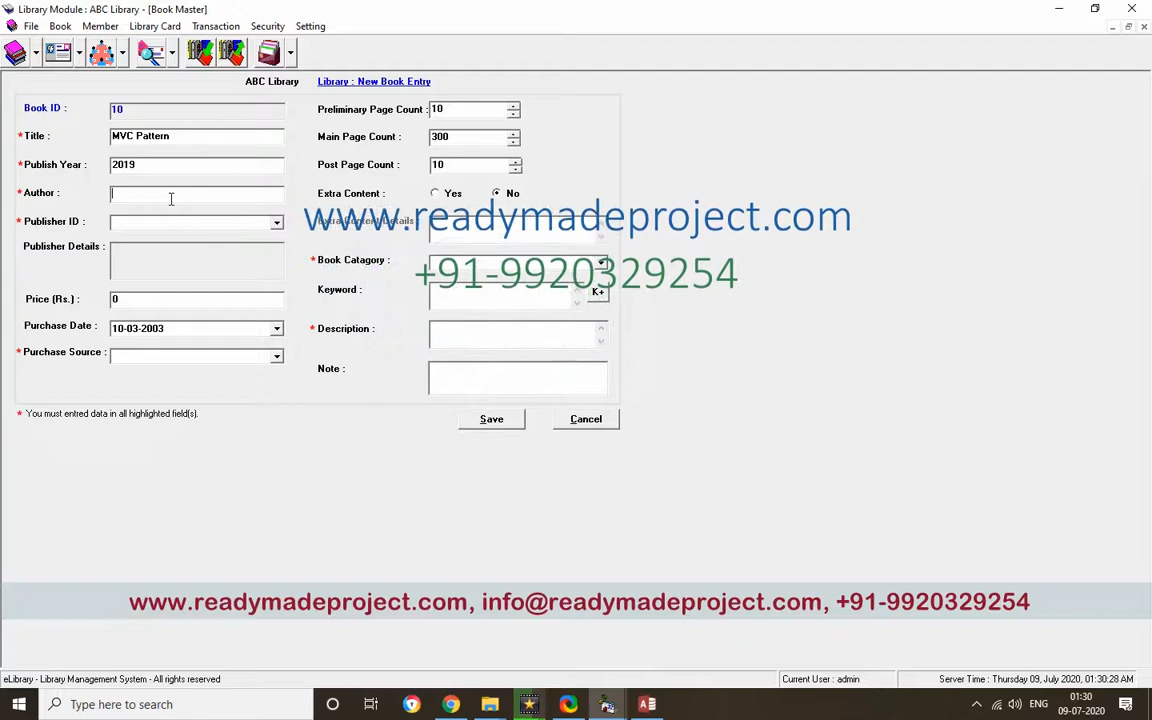 Library Module : ABC Library - [Book Master]
File Book Member Library Card Transaction Security Setting
ABC Library Library : New Book Entry
Book ID : 10
* Title : MVC Pattern
* Publish Year : 2019
* Author :
* Publisher ID :
Publisher Details :
Price (Rs.) : 0
Purchase Date : 10-03-2003
* Purchase Source :
Preliminary Page Count : 10
Main Page Count : 300
Post Page Count : 10
Extra Content : Yes No
Extra Content Details :
www.readymadeproject.com
* Book Catagory :
+91-9920329254
Keyword : K+
* Description :
Note :
* You must entred data in all highlighted field(s).
Save Cancel
www.readymadeproject.com, info@readymadeproject.com, +91-9920329254
eLibrary - Library Management System - All rights reserved Current User : admin Server Time : Thursday 09, July 2020, 01:30:28 AM
Type here to search ENG 01:30
09-07-2020